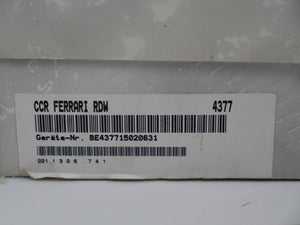 CCR FERRARI RDW 4377
Geräte-Nr. BE437715020631
001.1306.741